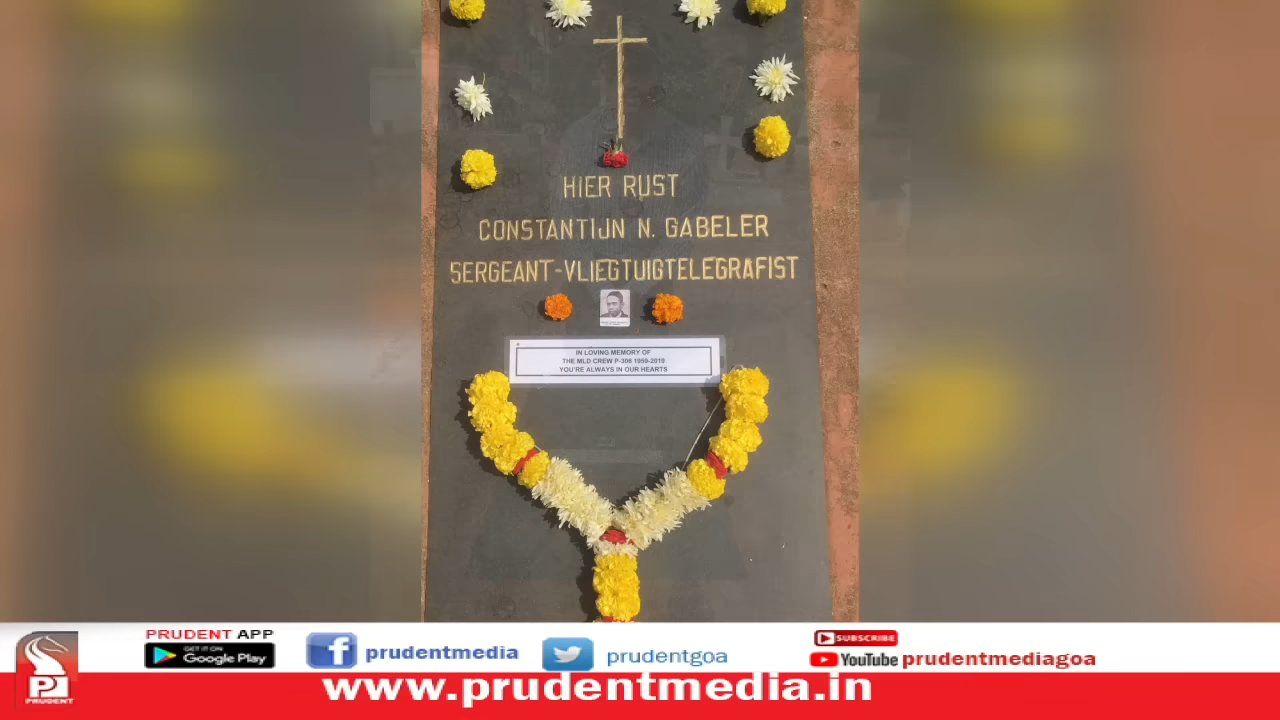 HIER RUST
CONSTANTIJN N. GABELER
SERGEANT-VLIEGTUIGTELEGRAFIST
IN LOVING MEMORY OF
THE MLD CREW P-306 1959-2019
YOU'RE ALWAYS IN OUR HEARTS
PRUDENT APP
GET IT ON
Google Play
prudentmedia
prudentgoa
SUBSCRIBE
YouTube prudentmediagoa
PRUDENT
www.prudentmedia.in